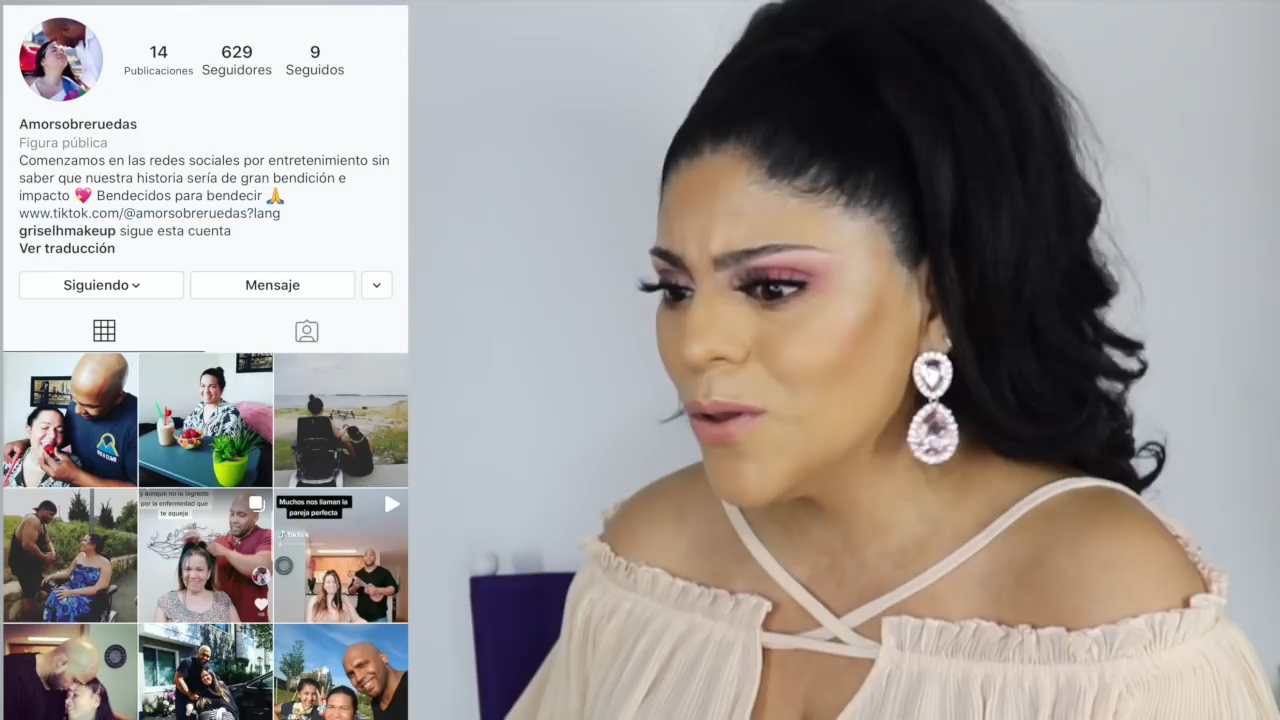 14 629 9
Publicaciones Seguidores Seguidos
Amorsobreruedas
Figura pública
Comenzamos en las redes sociales por entretenimiento sin
saber que nuestra historia sería de gran bendición e
impacto 💖 Bendecidos para bendecir 🙏
www.tiktok.com/@amorsobreruedas?lang
griselhmakeup sigue esta cuenta
Ver traducción
Siguiendo Mensaje
y aunque no lo lograste
por la enfermedad que
te aqueja
Muchos nos llaman la
pareja perfecta
TikTok